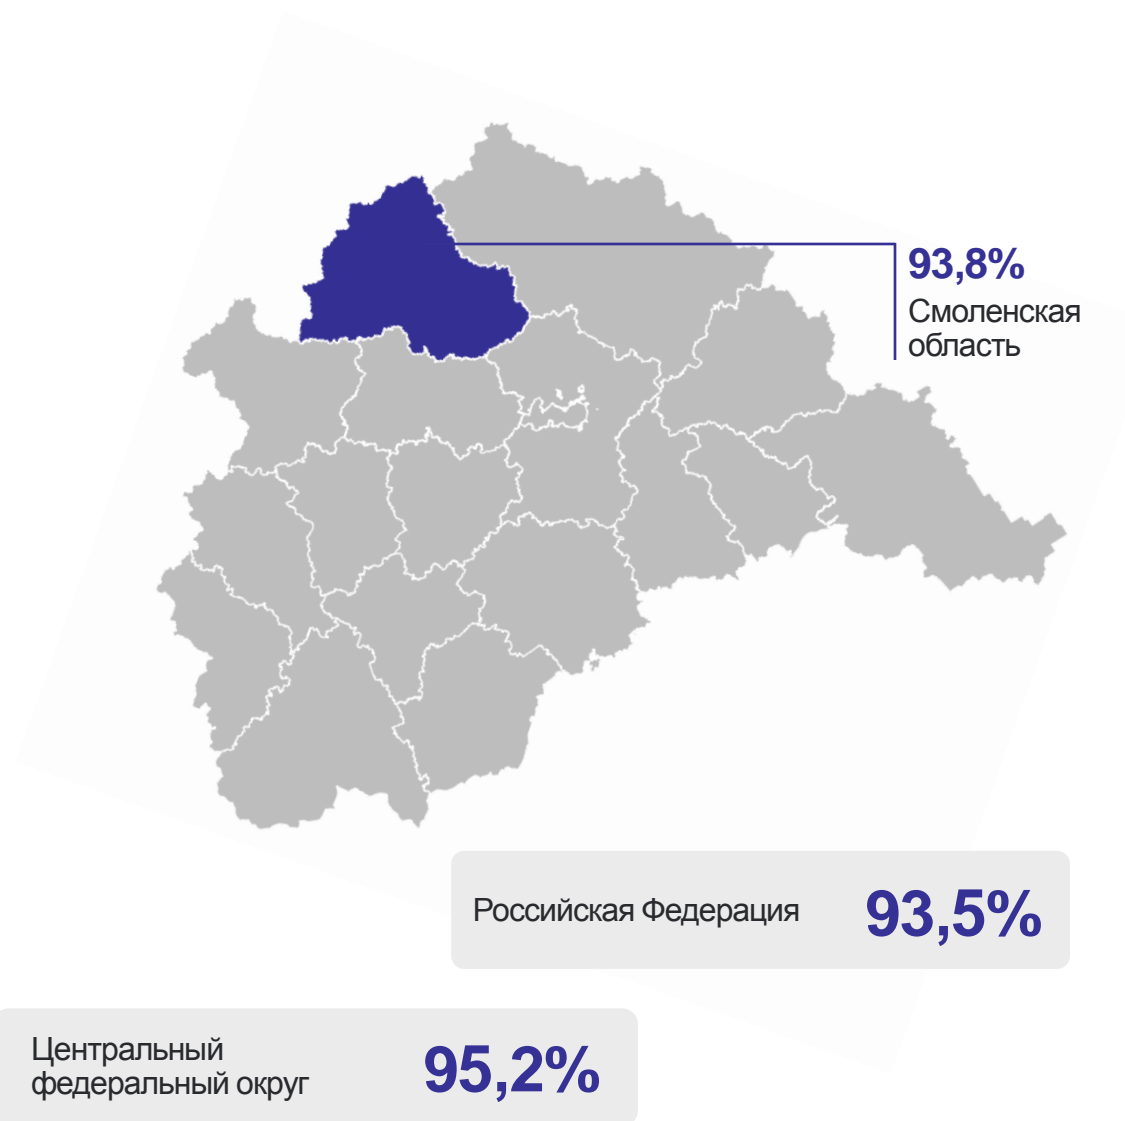 93,8%
Смоленская
область
Российская Федерация 93,5%
Центральный
федеральный округ
95,2%